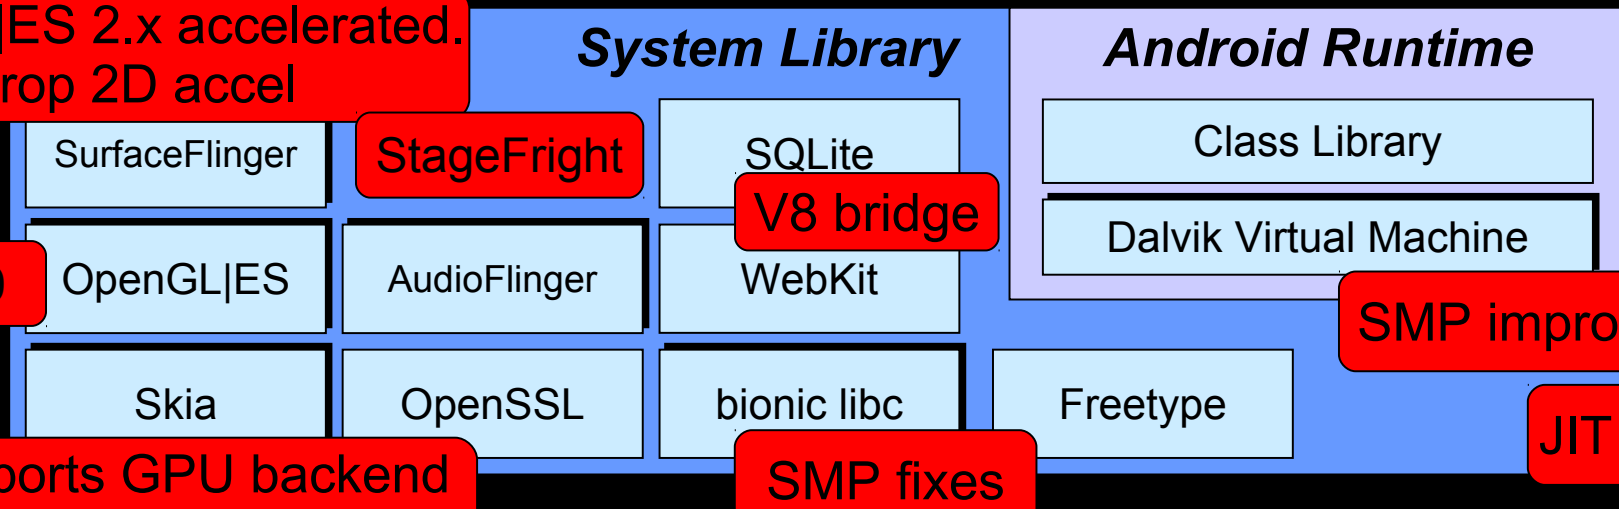 |ES 2.x accelerated.
rop 2D accel
System Library
Android Runtime
SurfaceFlinger
StageFright
SQLite
Class Library
V8 bridge
Dalvik Virtual Machine
OpenGL|ES
AudioFlinger
WebKit
SMP impro
Skia
OpenSSL
bionic libc
Freetype
JIT
ports GPU backend
SMP fixes